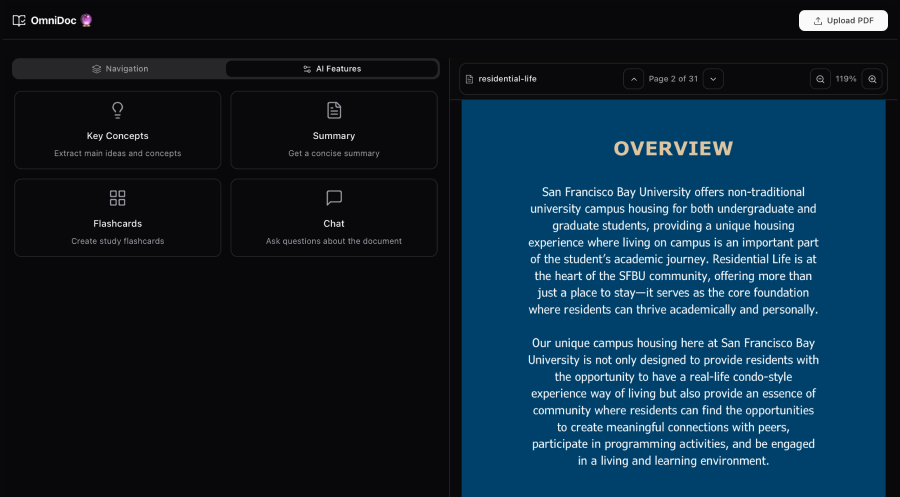 OmniDoc 🔮
Upload PDF
Navigation
AI Features
Key Concepts
Extract main ideas and concepts
Summary
Get a concise summary
Flashcards
Create study flashcards
Chat
Ask questions about the document
residential-life
Page 2 of 31
119%
OVERVIEW
San Francisco Bay University offers non-traditional
university campus housing for both undergraduate and
graduate students, providing a unique housing
experience where living on campus is an important part
of the student’s academic journey. Residential Life is at
the heart of the SFBU community, offering more than
just a place to stay—it serves as the core foundation
where residents can thrive academically and personally.
Our unique campus housing here at San Francisco Bay
University is not only designed to provide residents with
the opportunity to have a real-life condo-style
experience way of living but also provide an essence of
community where residents can find the opportunities
to create meaningful connections with peers,
participate in programming activities, and be engaged
in a living and learning environment.